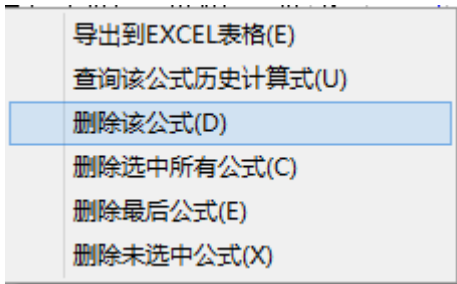 导出到EXCEL表格(E)
查询该公式历史计算式(U)
删除该公式(D)
删除选中所有公式(C)
删除最后公式(E)
删除未选中公式(X)